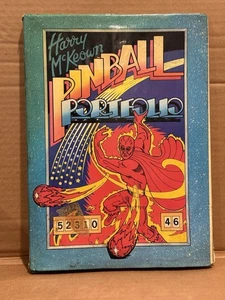 Harry
McKeown
PINBALL
PORTFOLIO
52310
46